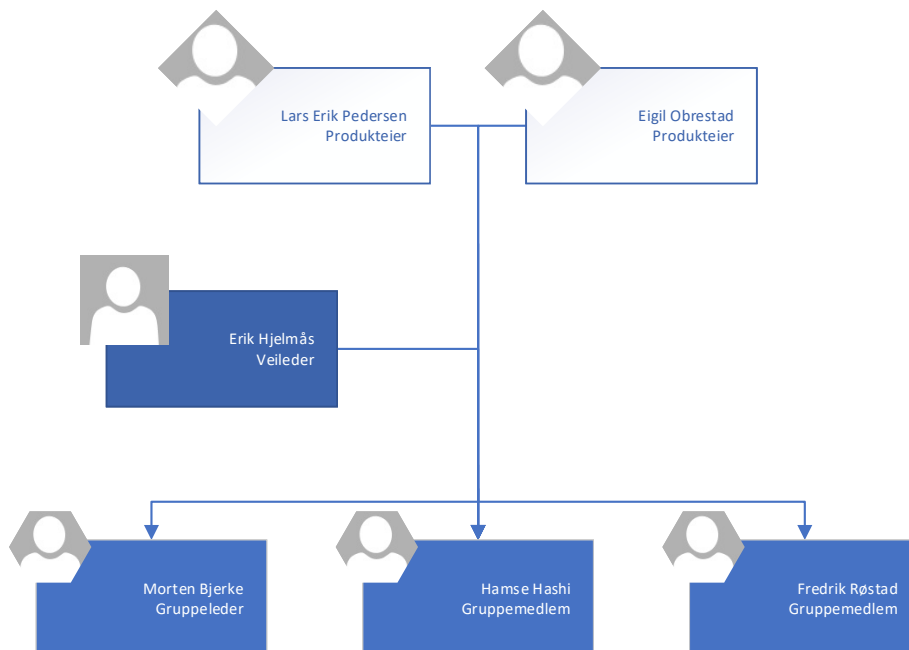 Lars Erik Pedersen
Produkteier
Eigil Obrestad
Produkteier
Erik Hjelmås
Veileder
Morten Bjerke
Gruppeleder
Hamse Hashi
Gruppemedlem
Fredrik Røstad
Gruppemedlem